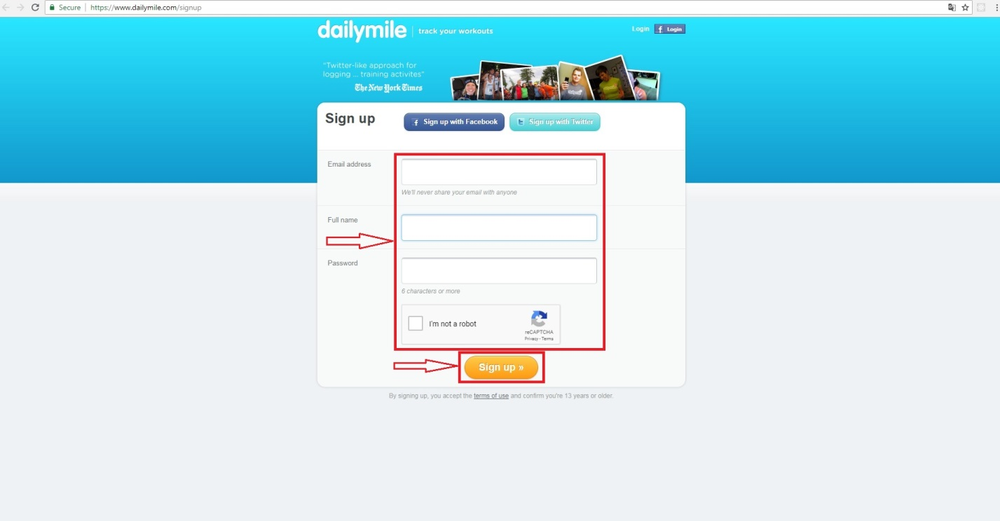 Secure | https://www.dailymile.com/signup
dailymile | track your workouts
Login f Login
"Twitter-like approach for
logging ... training activites"
The New York Times
Sign up
f Sign up with Facebook
t Sign up with Twitter
Email address
We'll never share your email with anyone
Full name
Password
6 characters or more
I'm not a robot
reCAPTCHA
Privacy - Terms
Sign up »
By signing up, you accept the terms of use and confirm you're 13 years or older.